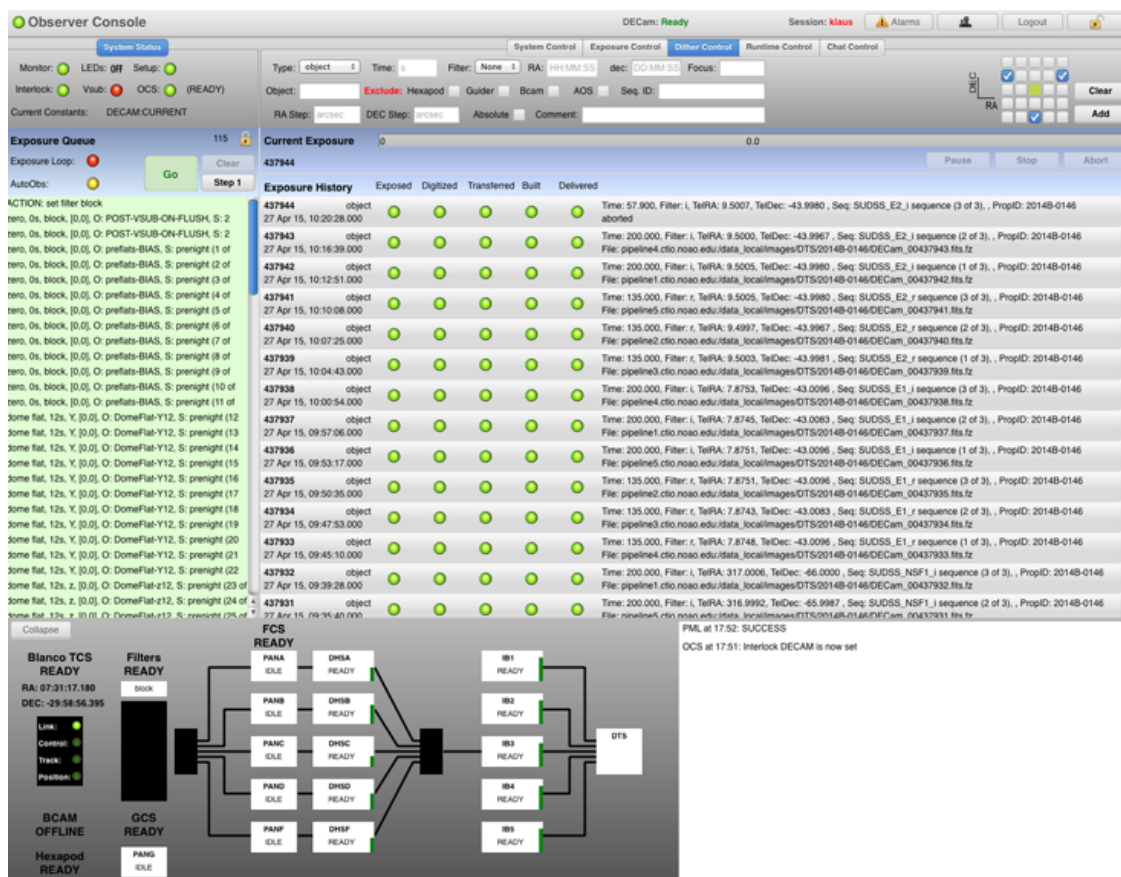 Observer Console
DECam: Ready
Session: klaus
Alarms
Logout
System Status
System Control
Exposure Control
Dither Control
Runtime Control
Chat Control
Monitor: LEDs: OFF Setup:
Interlock: Vsub: OCS: (READY)
Current Constants: DECAM:CURRENT
Type: object Time: s Filter: None RA: HH:MM:SS dec: DD:MM:SS Focus:
Object: Exclude: Hexapod Guider Bcam AOS Seq. ID:
RA Step: arcsec DEC Step: arcsec Absolute Comment:
DEC
RA
Clear
Add
Exposure Queue 115
Exposure Loop:
AutoObs:
Go
Clear
Step 1
Current Exposure 0 0.0
437944 Pause Stop Abort
Exposure History Exposed Digitized Transferred Built Delivered
ACTION: set filter block
zero, 0s, block, [0,0], O: POST-VSUB-ON-FLUSH, S: 2
zero, 0s, block, [0,0], O: POST-VSUB-ON-FLUSH, S: 2
zero, 0s, block, [0,0], O: preflats-BIAS, S: prenight (1 of
zero, 0s, block, [0,0], O: preflats-BIAS, S: prenight (2 of
zero, 0s, block, [0,0], O: preflats-BIAS, S: prenight (3 of
zero, 0s, block, [0,0], O: preflats-BIAS, S: prenight (4 of
zero, 0s, block, [0,0], O: preflats-BIAS, S: prenight (5 of
zero, 0s, block, [0,0], O: preflats-BIAS, S: prenight (6 of
zero, 0s, block, [0,0], O: preflats-BIAS, S: prenight (7 of
zero, 0s, block, [0,0], O: preflats-BIAS, S: prenight (8 of
zero, 0s, block, [0,0], O: preflats-BIAS, S: prenight (9 of
zero, 0s, block, [0,0], O: preflats-BIAS, S: prenight (10 of
zero, 0s, block, [0,0], O: preflats-BIAS, S: prenight (11 of
dome flat, 12s, Y, [0,0], O: DomeFlat-Y12, S: prenight (12
dome flat, 12s, Y, [0,0], O: DomeFlat-Y12, S: prenight (13
dome flat, 12s, Y, [0,0], O: DomeFlat-Y12, S: prenight (14
dome flat, 12s, Y, [0,0], O: DomeFlat-Y12, S: prenight (15
dome flat, 12s, Y, [0,0], O: DomeFlat-Y12, S: prenight (16
dome flat, 12s, Y, [0,0], O: DomeFlat-Y12, S: prenight (17
dome flat, 12s, Y, [0,0], O: DomeFlat-Y12, S: prenight (18
dome flat, 12s, Y, [0,0], O: DomeFlat-Y12, S: prenight (19
dome flat, 12s, Y, [0,0], O: DomeFlat-Y12, S: prenight (20
dome flat, 12s, Y, [0,0], O: DomeFlat-Y12, S: prenight (21
dome flat, 12s, Y, [0,0], O: DomeFlat-Y12, S: prenight (22
dome flat, 12s, z, [0,0], O: DomeFlat-z12, S: prenight (23 of
dome flat, 12s, z, [0,0], O: DomeFlat-z12, S: prenight (24 of
dome flat, 12s, z, [0,0], O: DomeFlat-z12, S: prenight (25 of
437944 object Time: 57.900, Filter: i, TelRA: 9.5007, TelDec: -43.9980 , Seq: SUDSS_E2_i sequence (3 of 3), , PropID: 2014B-0146
27 Apr 15, 10:20:28.000 aborted
437943 object Time: 200.000, Filter: i, TelRA: 9.5000, TelDec: -43.9967 , Seq: SUDSS_E2_i sequence (2 of 3), , PropID: 2014B-0146
27 Apr 15, 10:16:39.000 File: pipeline4.ctio.noao.edu:/data_local/images/DTS/2014B-0146/DECam_00437943.fits.fz
437942 object Time: 200.000, Filter: i, TelRA: 9.5005, TelDec: -43.9980 , Seq: SUDSS_E2_i sequence (1 of 3), , PropID: 2014B-0146
27 Apr 15, 10:12:51.000 File: pipeline1.ctio.noao.edu:/data_local/images/DTS/2014B-0146/DECam_00437942.fits.fz
437941 object Time: 135.000, Filter: r, TelRA: 9.5005, TelDec: -43.9980 , Seq: SUDSS_E2_r sequence (3 of 3), , PropID: 2014B-0146
27 Apr 15, 10:10:08.000 File: pipeline5.ctio.noao.edu:/data_local/images/DTS/2014B-0146/DECam_00437941.fits.fz
437940 object Time: 135.000, Filter: r, TelRA: 9.4997, TelDec: -43.9967 , Seq: SUDSS_E2_r sequence (2 of 3), , PropID: 2014B-0146
27 Apr 15, 10:07:25.000 File: pipeline2.ctio.noao.edu:/data_local/images/DTS/2014B-0146/DECam_00437940.fits.fz
437939 object Time: 135.000, Filter: r, TelRA: 9.5003, TelDec: -43.9981 , Seq: SUDSS_E2_r sequence (1 of 3), , PropID: 2014B-0146
27 Apr 15, 10:04:43.000 File: pipeline3.ctio.noao.edu:/data_local/images/DTS/2014B-0146/DECam_00437939.fits.fz
437938 object Time: 200.000, Filter: i, TelRA: 7.8753, TelDec: -43.0096 , Seq: SUDSS_E1_i sequence (3 of 3), , PropID: 2014B-0146
27 Apr 15, 10:00:54.000 File: pipeline4.ctio.noao.edu:/data_local/images/DTS/2014B-0146/DECam_00437938.fits.fz
437937 object Time: 200.000, Filter: i, TelRA: 7.8745, TelDec: -43.0083 , Seq: SUDSS_E1_i sequence (2 of 3), , PropID: 2014B-0146
27 Apr 15, 09:57:06.000 File: pipeline1.ctio.noao.edu:/data_local/images/DTS/2014B-0146/DECam_00437937.fits.fz
437936 object Time: 200.000, Filter: i, TelRA: 7.8751, TelDec: -43.0096 , Seq: SUDSS_E1_i sequence (1 of 3), , PropID: 2014B-0146
27 Apr 15, 09:53:17.000 File: pipeline5.ctio.noao.edu:/data_local/images/DTS/2014B-0146/DECam_00437936.fits.fz
437935 object Time: 135.000, Filter: r, TelRA: 7.8751, TelDec: -43.0096 , Seq: SUDSS_E1_r sequence (3 of 3), , PropID: 2014B-0146
27 Apr 15, 09:50:35.000 File: pipeline2.ctio.noao.edu:/data_local/images/DTS/2014B-0146/DECam_00437935.fits.fz
437934 object Time: 135.000, Filter: r, TelRA: 7.8743, TelDec: -43.0083 , Seq: SUDSS_E1_r sequence (2 of 3), , PropID: 2014B-0146
27 Apr 15, 09:47:53.000 File: pipeline3.ctio.noao.edu:/data_local/images/DTS/2014B-0146/DECam_00437934.fits.fz
437933 object Time: 135.000, Filter: r, TelRA: 7.8748, TelDec: -43.0096 , Seq: SUDSS_E1_r sequence (1 of 3), , PropID: 2014B-0146
27 Apr 15, 09:45:10.000 File: pipeline4.ctio.noao.edu:/data_local/images/DTS/2014B-0146/DECam_00437933.fits.fz
437932 object Time: 200.000, Filter: i, TelRA: 317.0006, TelDec: -66.0000 , Seq: SUDSS_NSF1_i sequence (3 of 3), , PropID: 2014B-0146
27 Apr 15, 09:39:28.000 File: pipeline1.ctio.noao.edu:/data_local/images/DTS/2014B-0146/DECam_00437932.fits.fz
437931 object Time: 200.000, Filter: i, TelRA: 316.9992, TelDec: -65.9987 , Seq: SUDSS_NSF1_i sequence (2 of 3), , PropID: 2014B-0146
27 Apr 15, 09:35:40.000 File: pipeline5.ctio.noao.edu:/data_local/images/DTS/2014B-0146/DECam_00437931.fits.fz
Collapse
Blanco TCS
READY
RA: 07:31:17.180
DEC: -29:58:56.395
Link:
Control:
Track:
Position:
BCAM
OFFLINE
Hexapod
READY
Filters
READY
block
GCS
READY
PANG
IDLE
FCS
READY
PANA DHSA IB1
IDLE READY READY
PANB DHSB IB2
IDLE READY READY
PANC DHSC IB3 DTS
IDLE READY READY
PAND DHSD IB4
IDLE READY READY
PANF DHSF IB5
IDLE READY READY
PML at 17:52: SUCCESS
OCS at 17:51: Interlock DECAM is now set